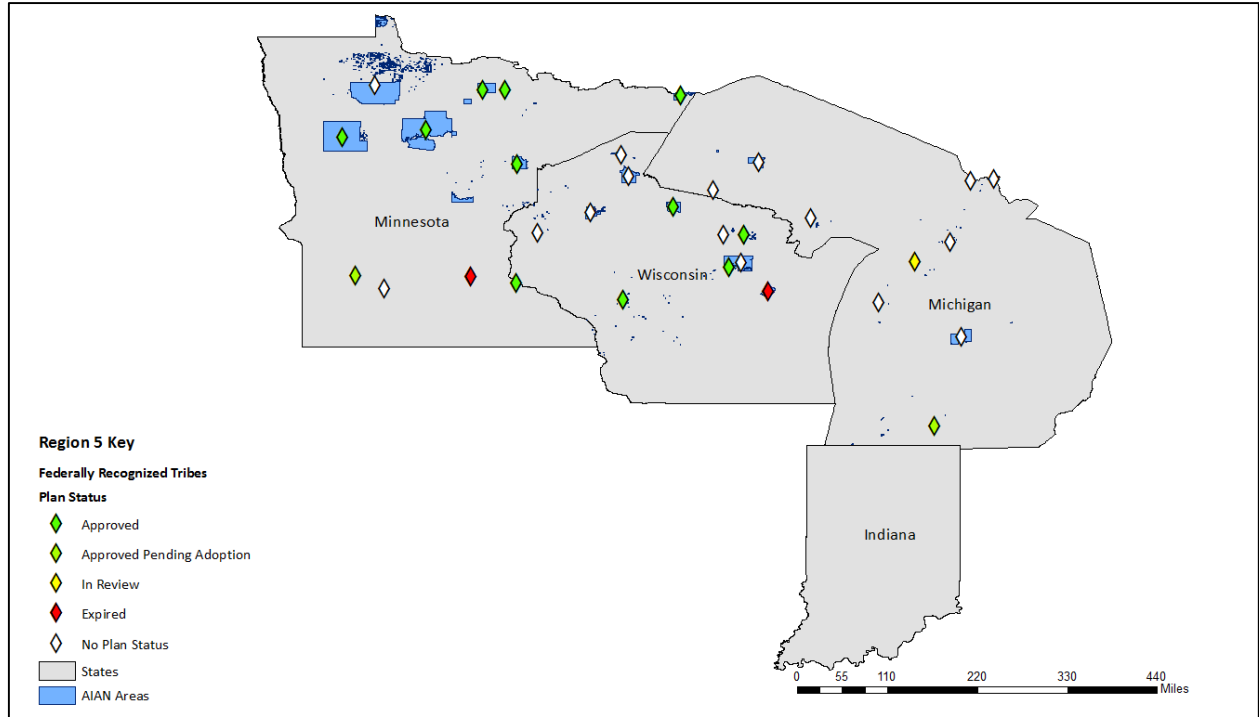 Minnesota
Wisconsin
Michigan
Indiana
Region 5 Key
Federally Recognized Tribes
Plan Status
Approved
Approved Pending Adoption
In Review
Expired
No Plan Status
States
AIAN Areas
0 55 110 220 330 440
Miles